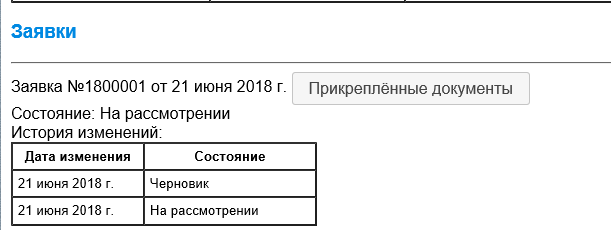 Заявки
Заявка №1800001 от 21 июня 2018 г. Прикреплённые документы
Состояние: На рассмотрении
История изменений:
Дата изменения Состояние
21 июня 2018 г. Черновик
21 июня 2018 г. На рассмотрении